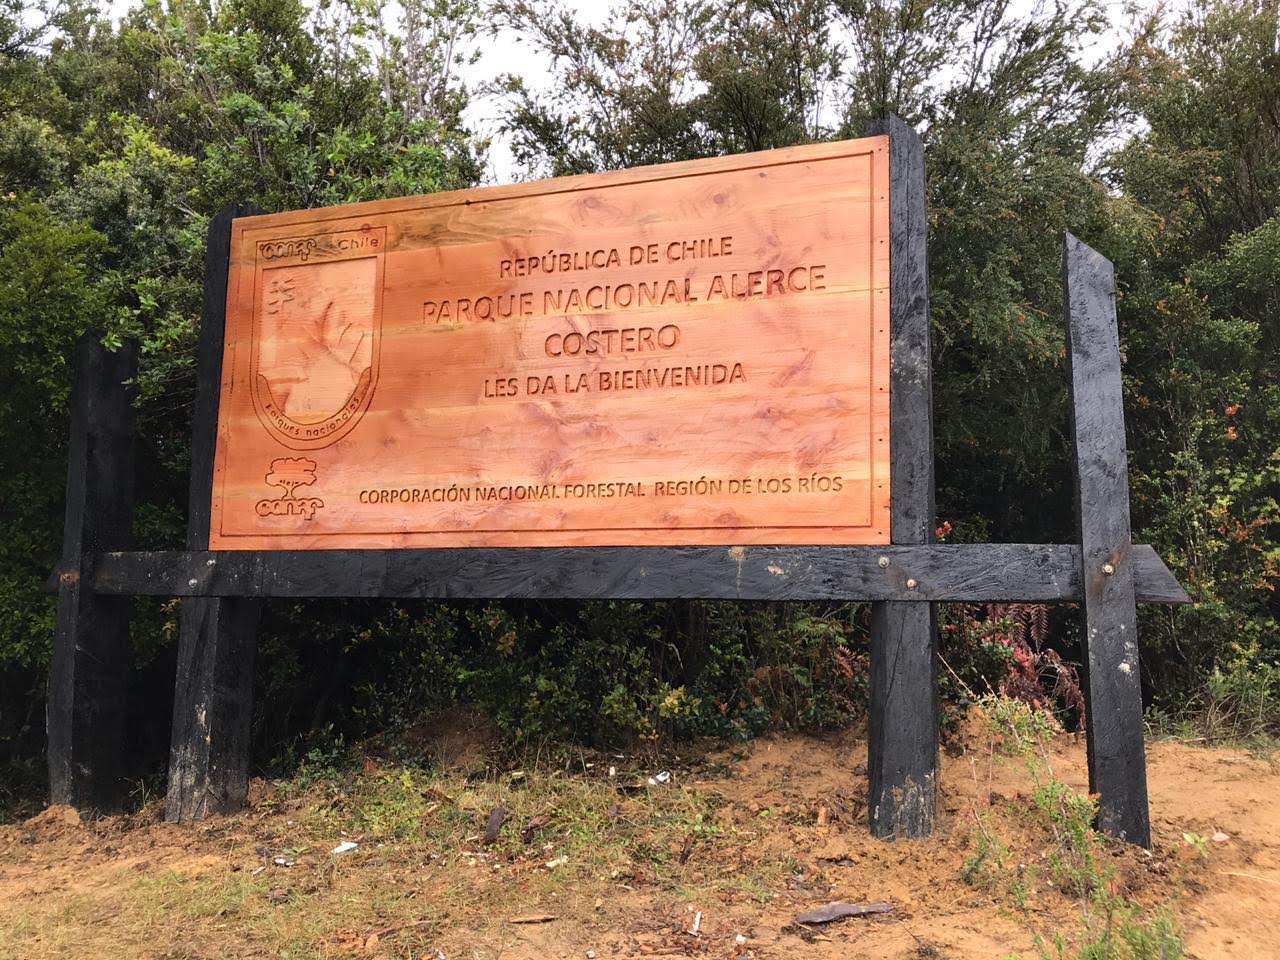 conaf Chile
REPÚBLICA DE CHILE
PARQUE NACIONAL ALERCE
COSTERO
LES DA LA BIENVENIDA
Parques nacionales
conaf
CORPORACIÓN NACIONAL FORESTAL REGIÓN DE LOS RÍOS